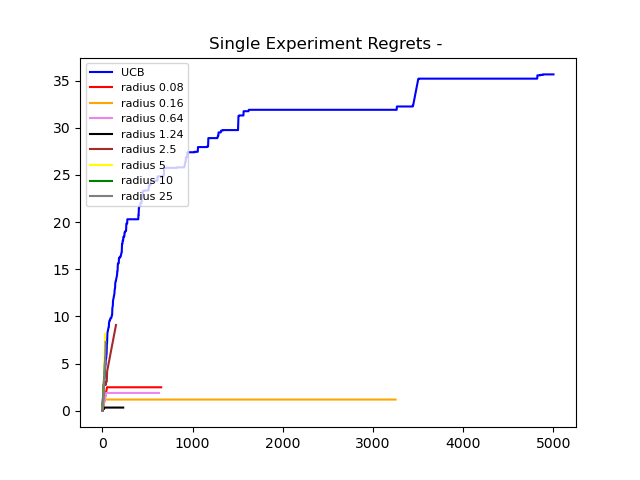 Single Experiment Regrets -
UCB
radius 0.08
radius 0.16
radius 0.64
radius 1.24
radius 2.5
radius 5
radius 10
radius 25
35
30
25
20
15
10
5
0
0 1000 2000 3000 4000 5000